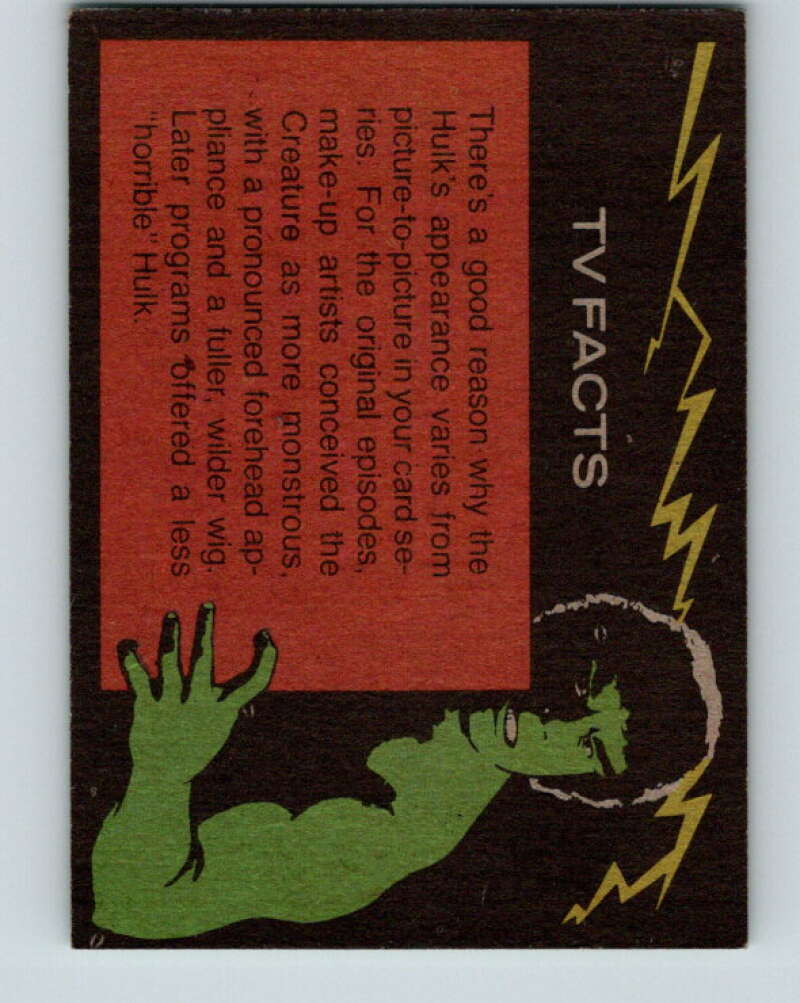 TV FACTS
There's a good reason why the
Hulk's appearance varies from
picture-to-picture in your card se-
ries. For the original episodes,
make-up artists conceived the
Creature as more monstrous,
with a pronounced forehead ap-
pliance and a fuller, wilder wig.
Later programs offered a less
"horrible" Hulk.